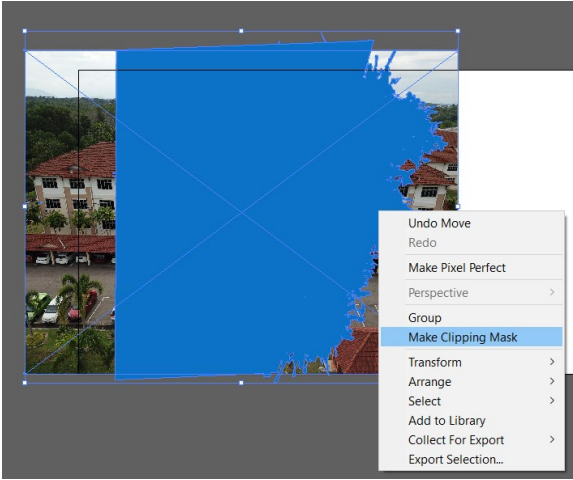 Undo Move
Redo
Make Pixel Perfect
Perspective
Group
Make Clipping Mask
Transform
Arrange
Select
Add to Library
Collect For Export
Export Selection...